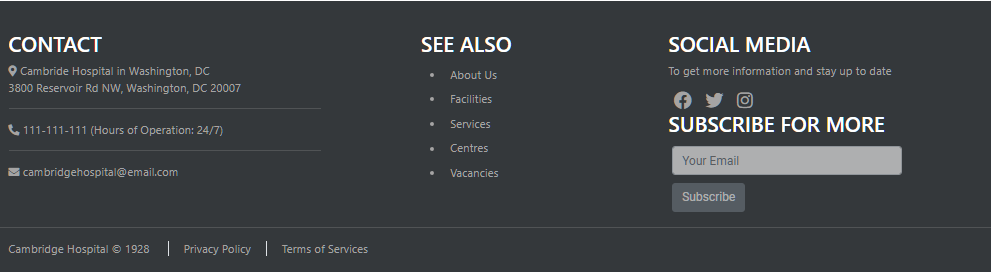 CONTACT
Cambride Hospital in Washington, DC
3800 Reservoir Rd NW, Washington, DC 20007
111-111-111 (Hours of Operation: 24/7)
cambridgehospital@email.com
SEE ALSO
About Us
Facilities
Services
Centres
Vacancies
SOCIAL MEDIA
To get more information and stay up to date
SUBSCRIBE FOR MORE
Your Email
Subscribe
Cambridge Hospital © 1928
Privacy Policy
Terms of Services